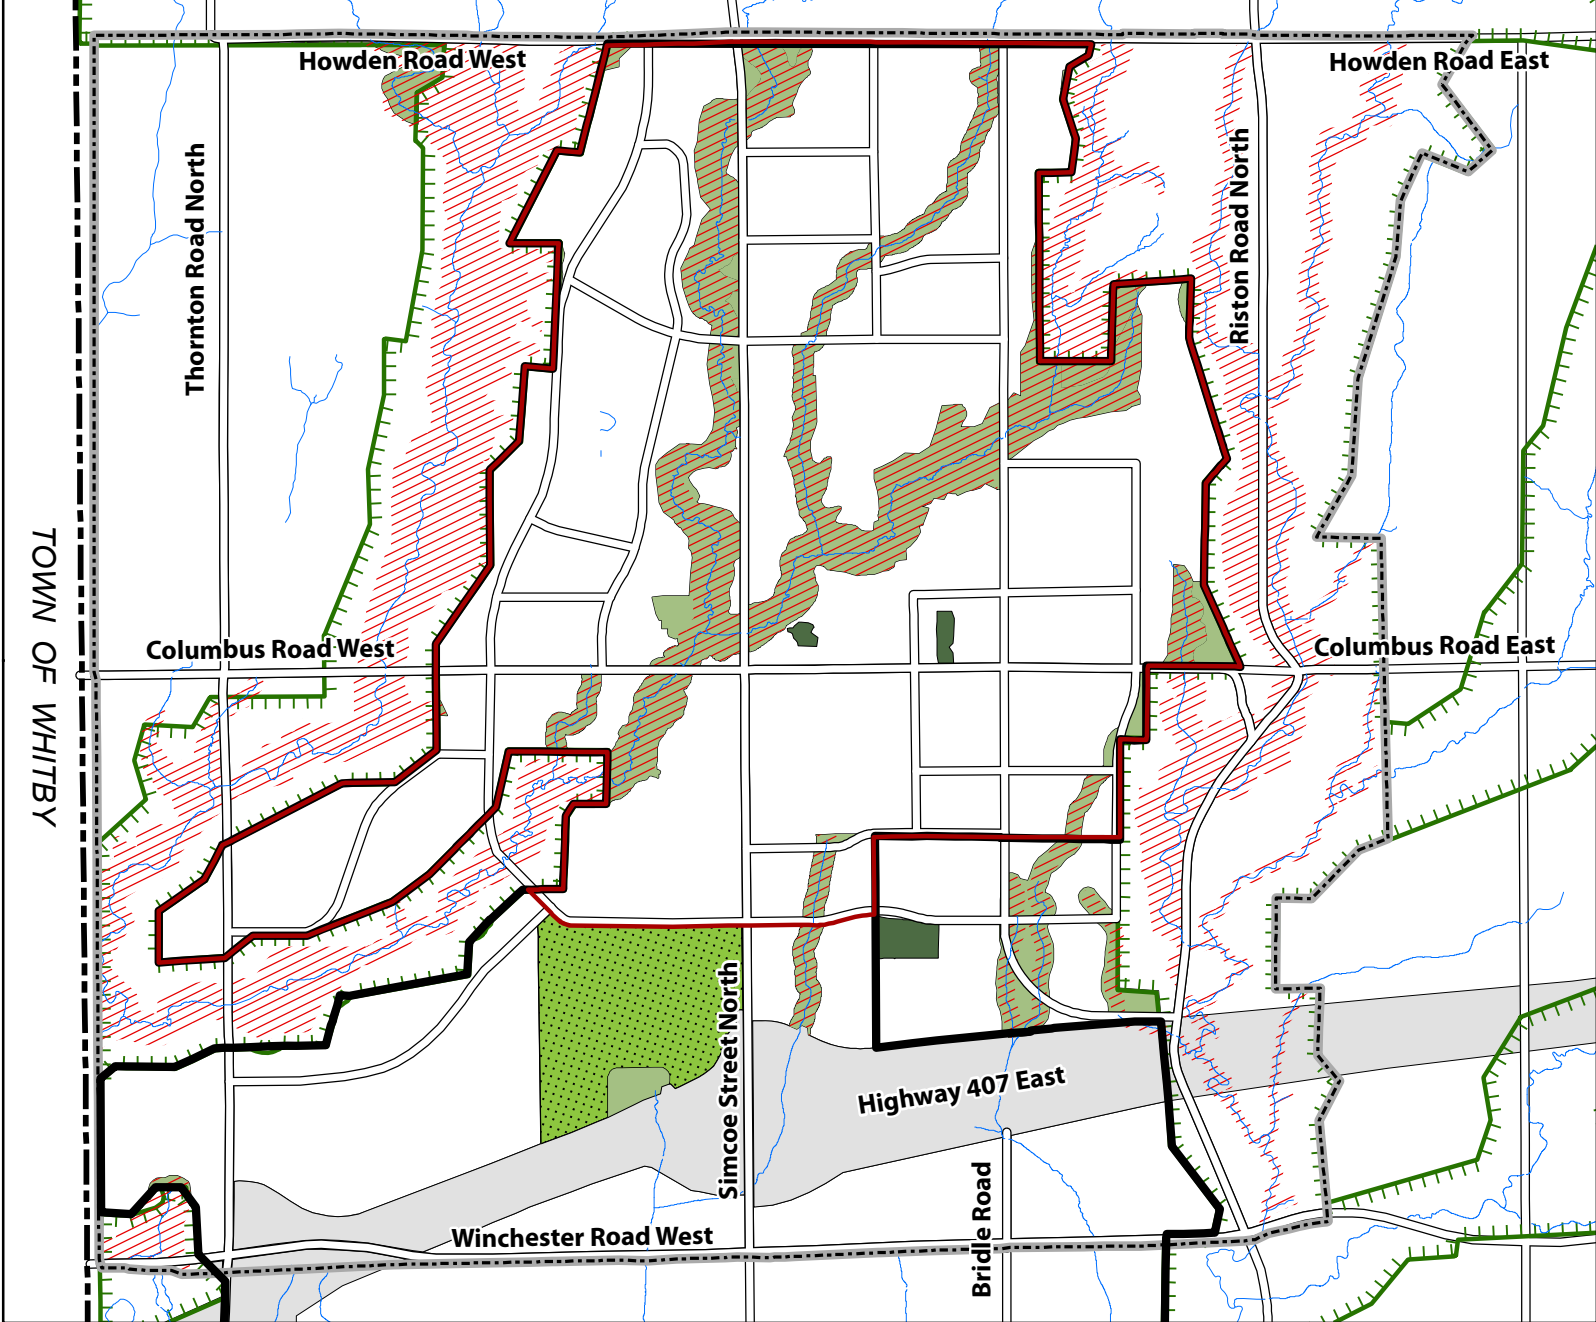 Howden Road West
Howden Road East
Thornton Road North
Riston Road North
TOWN OF WHITBY
Columbus Road West
Columbus Road East
Simcoe Street North
Highway 407 East
Bridle Road
Winchester Road West